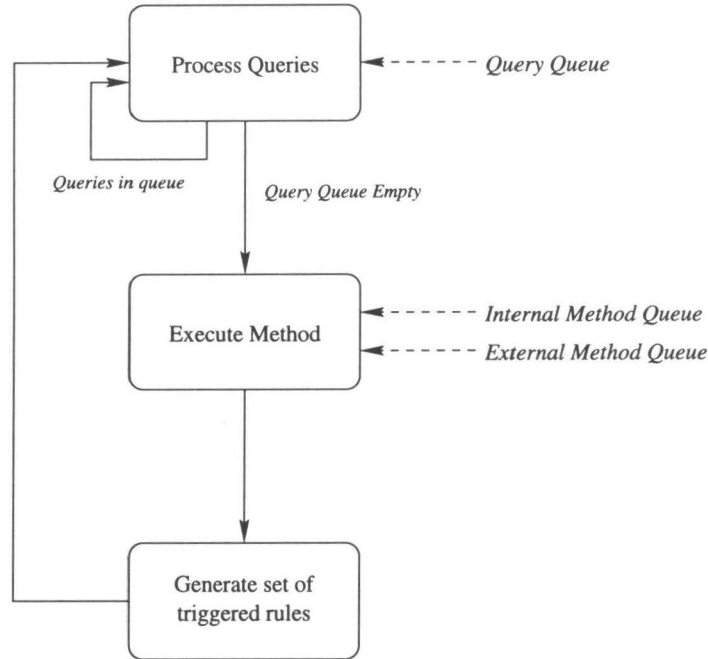 Process Queries
Query Queue
Queries in queue
Query Queue Empty
Execute Method
Internal Method Queue
External Method Queue
Generate set of
triggered rules